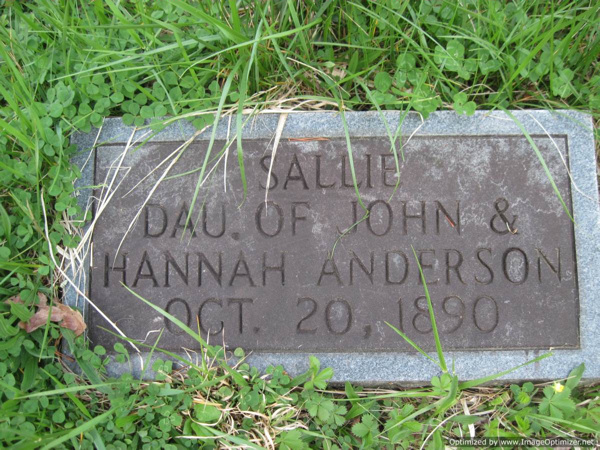 SALLIE
DAU. OF JOHN &
HANNAH ANDERSON
OCT. 20, 1890
Optimized by www.ImageOptimizer.net